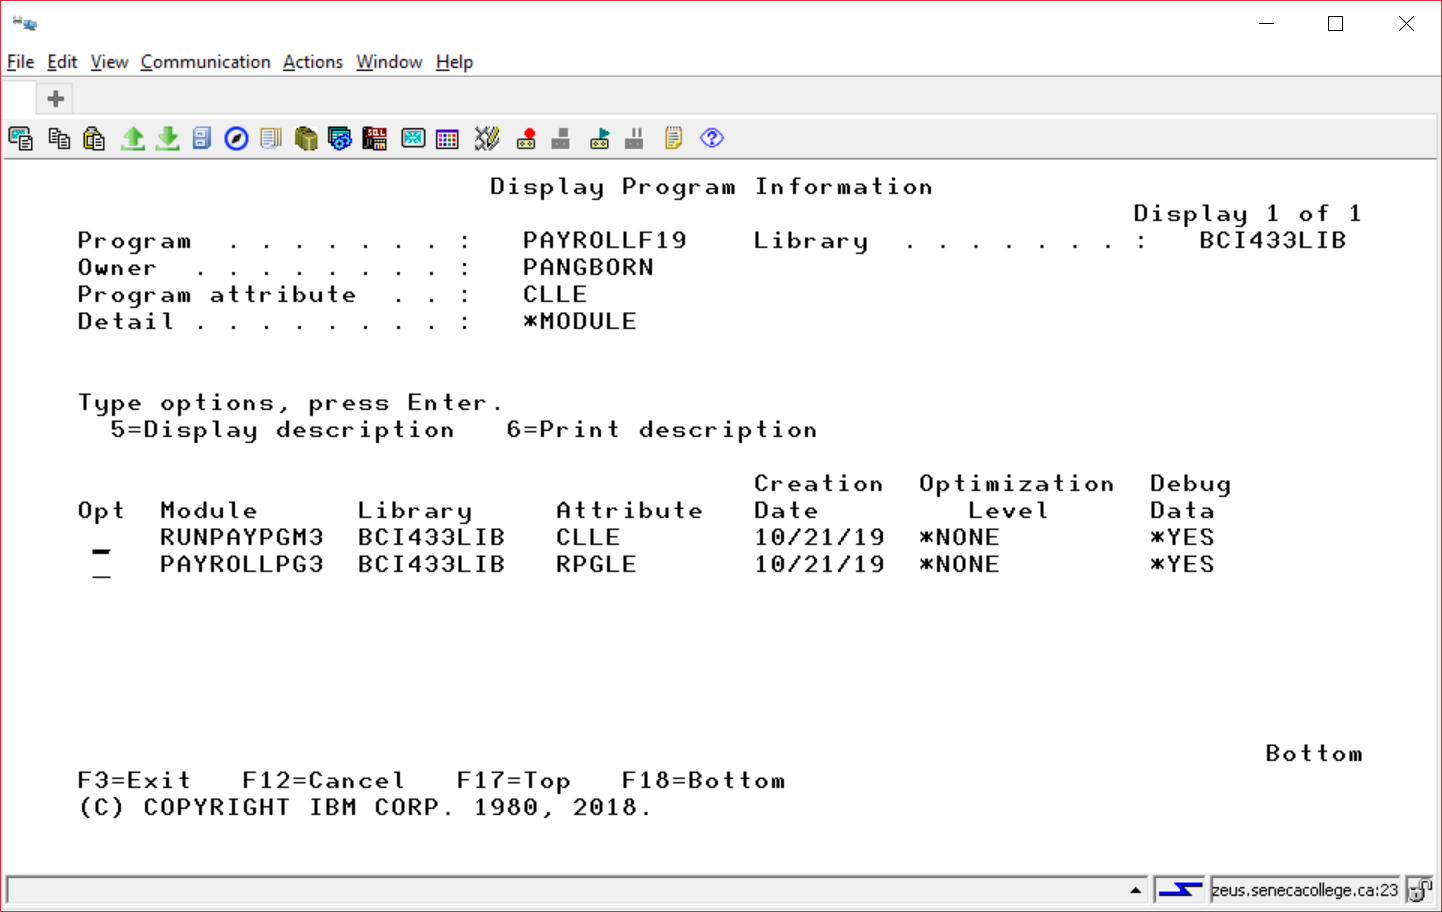 File Edit View Communication Actions Window Help
Display Program Information
Display 1 of 1
Program . . . . . . . : PAYROLLF19 Library . . . . . . . : BCI433LIB
Owner . . . . . . . . : PANGBORN
Program attribute . . : CLLE
Detail . . . . . . . . : *MODULE
Type options, press Enter.
5=Display description 6=Print description
Creation Optimization Debug
Opt Module Library Attribute Date Level Data
RUNPAYPGM3 BCI433LIB CLLE 10/21/19 *NONE *YES
PAYROLLPG3 BCI433LIB RPGLE 10/21/19 *NONE *YES
Bottom
F3=Exit F12=Cancel F17=Top F18=Bottom
(C) COPYRIGHT IBM CORP. 1980, 2018.
zeus.senecacollege.ca:23